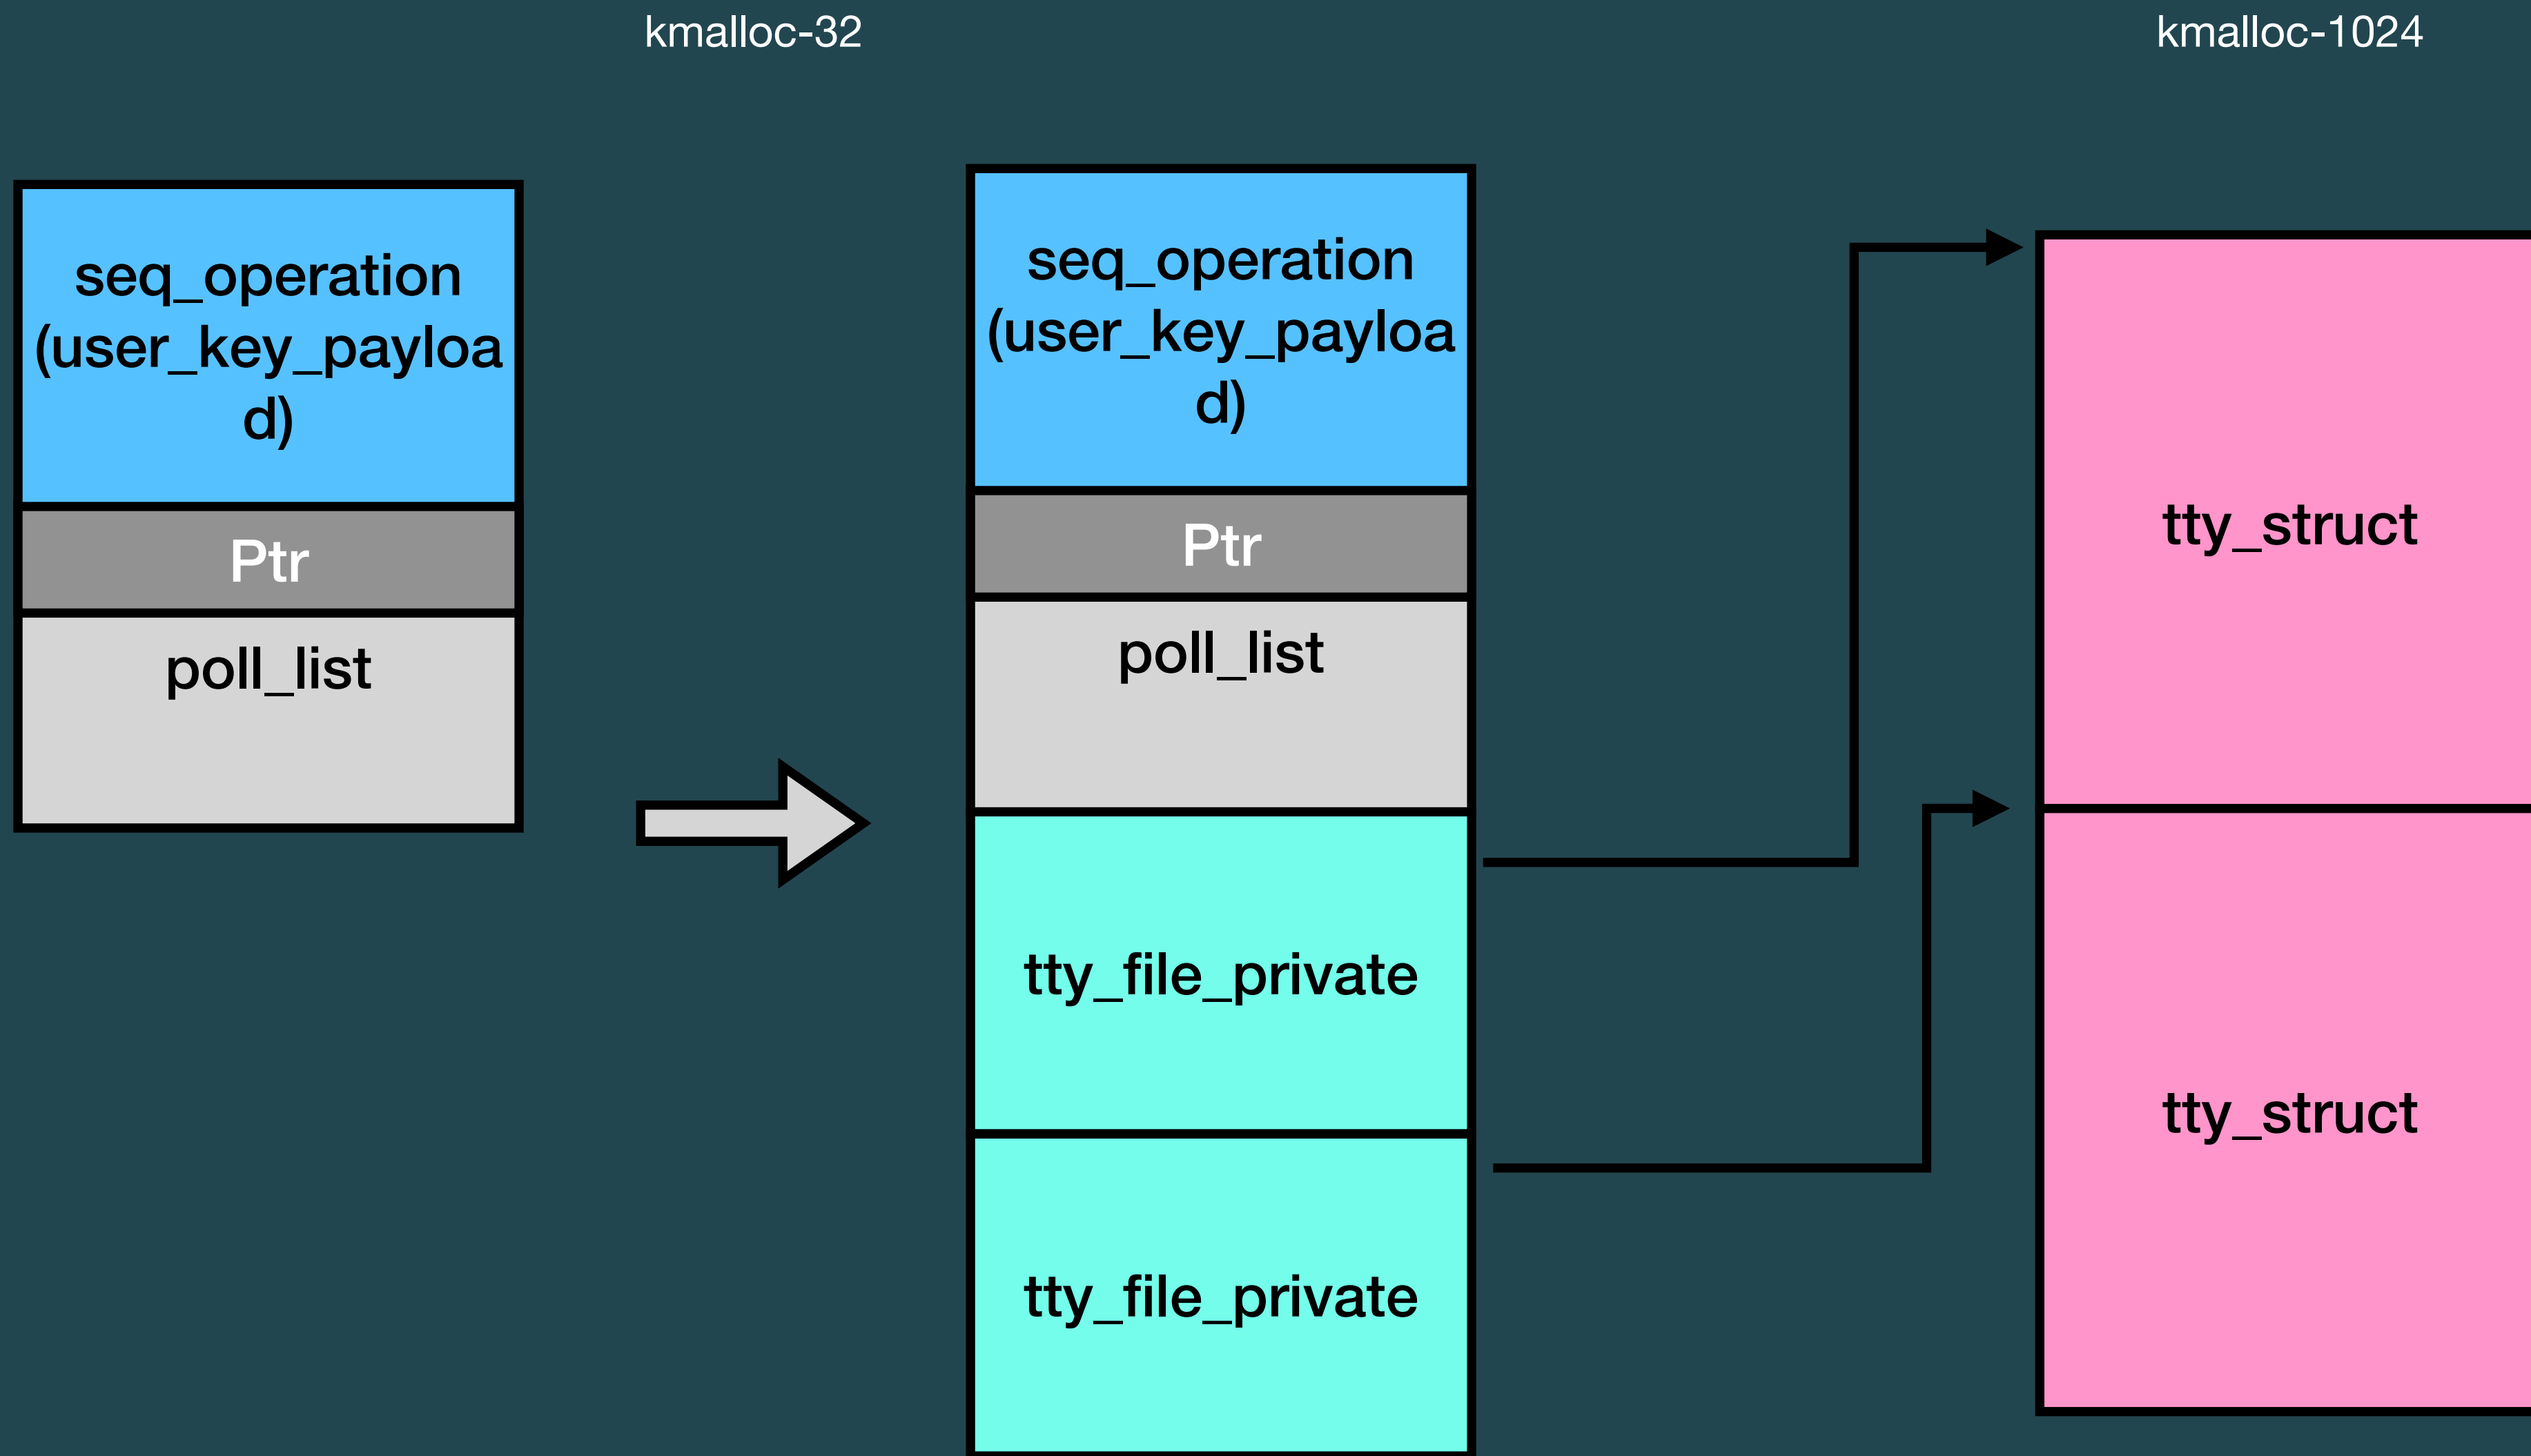 kmalloc-32
kmalloc-1024
seq_operation
(user_key_payloa
d)
Ptr
poll_list
seq_operation
(user_key_payloa
d)
Ptr
poll_list
tty_file_private
tty_file_private
tty_struct
tty_struct